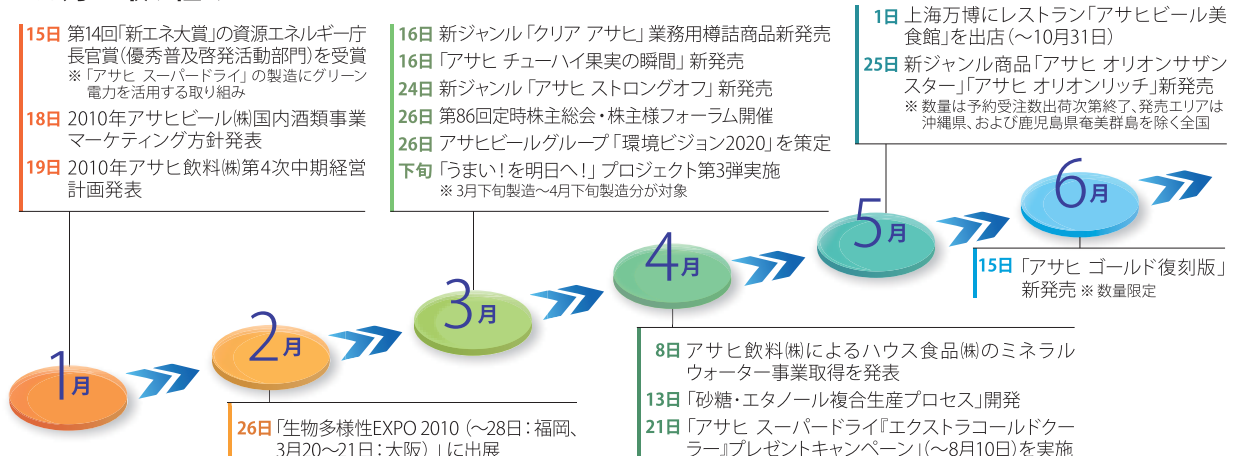 15日 第14回「新エネ大賞」の資源エネルギー庁
長官賞(優秀普及啓発活動部門)を受賞
※「アサヒ スーパードライ」の製造にグリーン
電力を活用する取り組み
18日 2010年アサヒビール㈱国内酒類事業
マーケティング方針発表
19日 2010年アサヒ飲料㈱第4次中期経営
計画発表
1月
2月
26日「生物多様性EXPO 2010(~28日:福岡、
3月20~21日:大阪)」に出展
16日 新ジャンル「クリア アサヒ」業務用樽詰商品新発売
16日「アサヒ チューハイ果実の瞬間」新発売
24日 新ジャンル「アサヒ ストロングオフ」新発売
26日 第86回定時株主総会・株主様フォーラム開催
26日 アサヒビールグループ「環境ビジョン2020」を策定
下旬「うまい!を明日へ!」プロジェクト第3弾実施
※ 3月下旬製造~4月下旬製造分が対象
3月
4月
8日 アサヒ飲料㈱によるハウス食品㈱のミネラル
ウォーター事業取得を発表
13日「砂糖・エタノール複合生産プロセス」開発
21日「アサヒ スーパードライ『エクストラコールドクー
ラー』プレゼントキャンペーン」(~8月10日)を実施
1日 上海万博にレストラン「アサヒビール美
食館」を出店(~10月31日)
25日 新ジャンル商品「アサヒ オリオンサザン
スター」「アサヒ オリオンリッチ」新発売
※ 数量は予約受注数出荷次第終了、発売エリアは
沖縄県、および鹿児島県奄美群島を除く全国
5月
6月
15日「アサヒ ゴールド復刻版」
新発売 ※ 数量限定